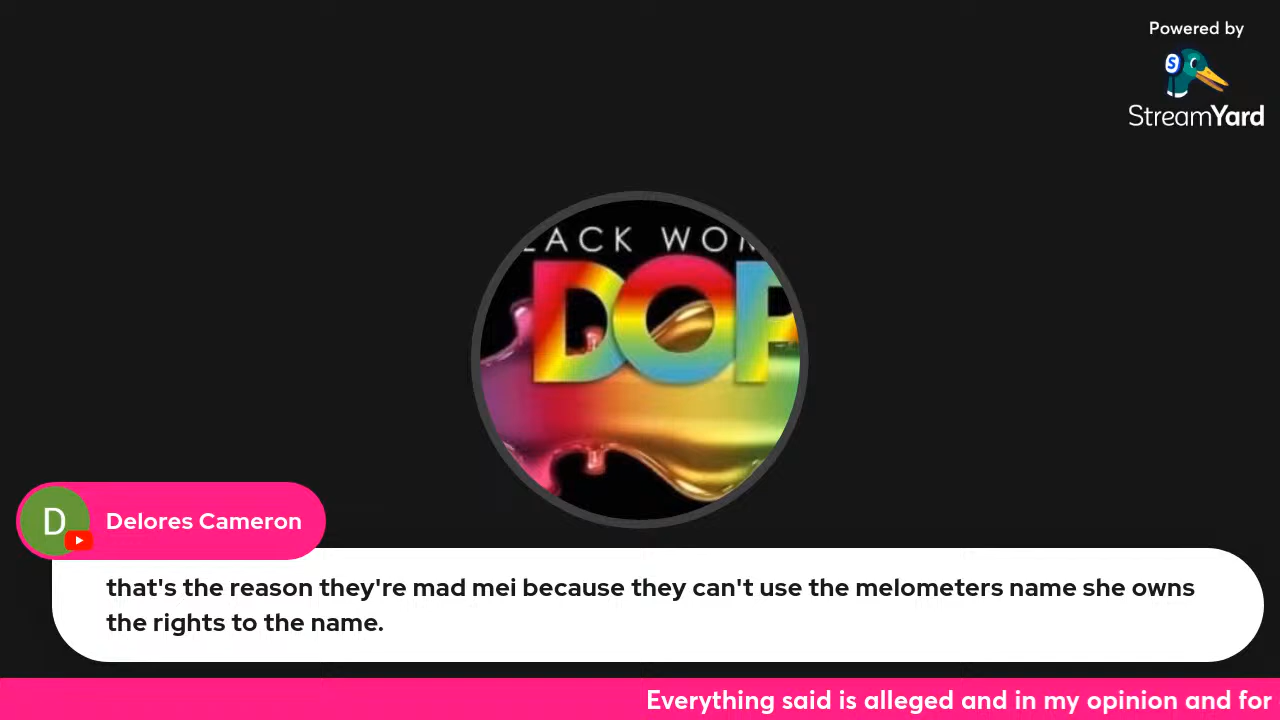 Powered by
S
StreamYard
LACK WOM
DOP
D
Delores Cameron
that's the reason they're mad mei because they can't use the melometers name she owns
the rights to the name.
Everything said is alleged and in my opinion and for